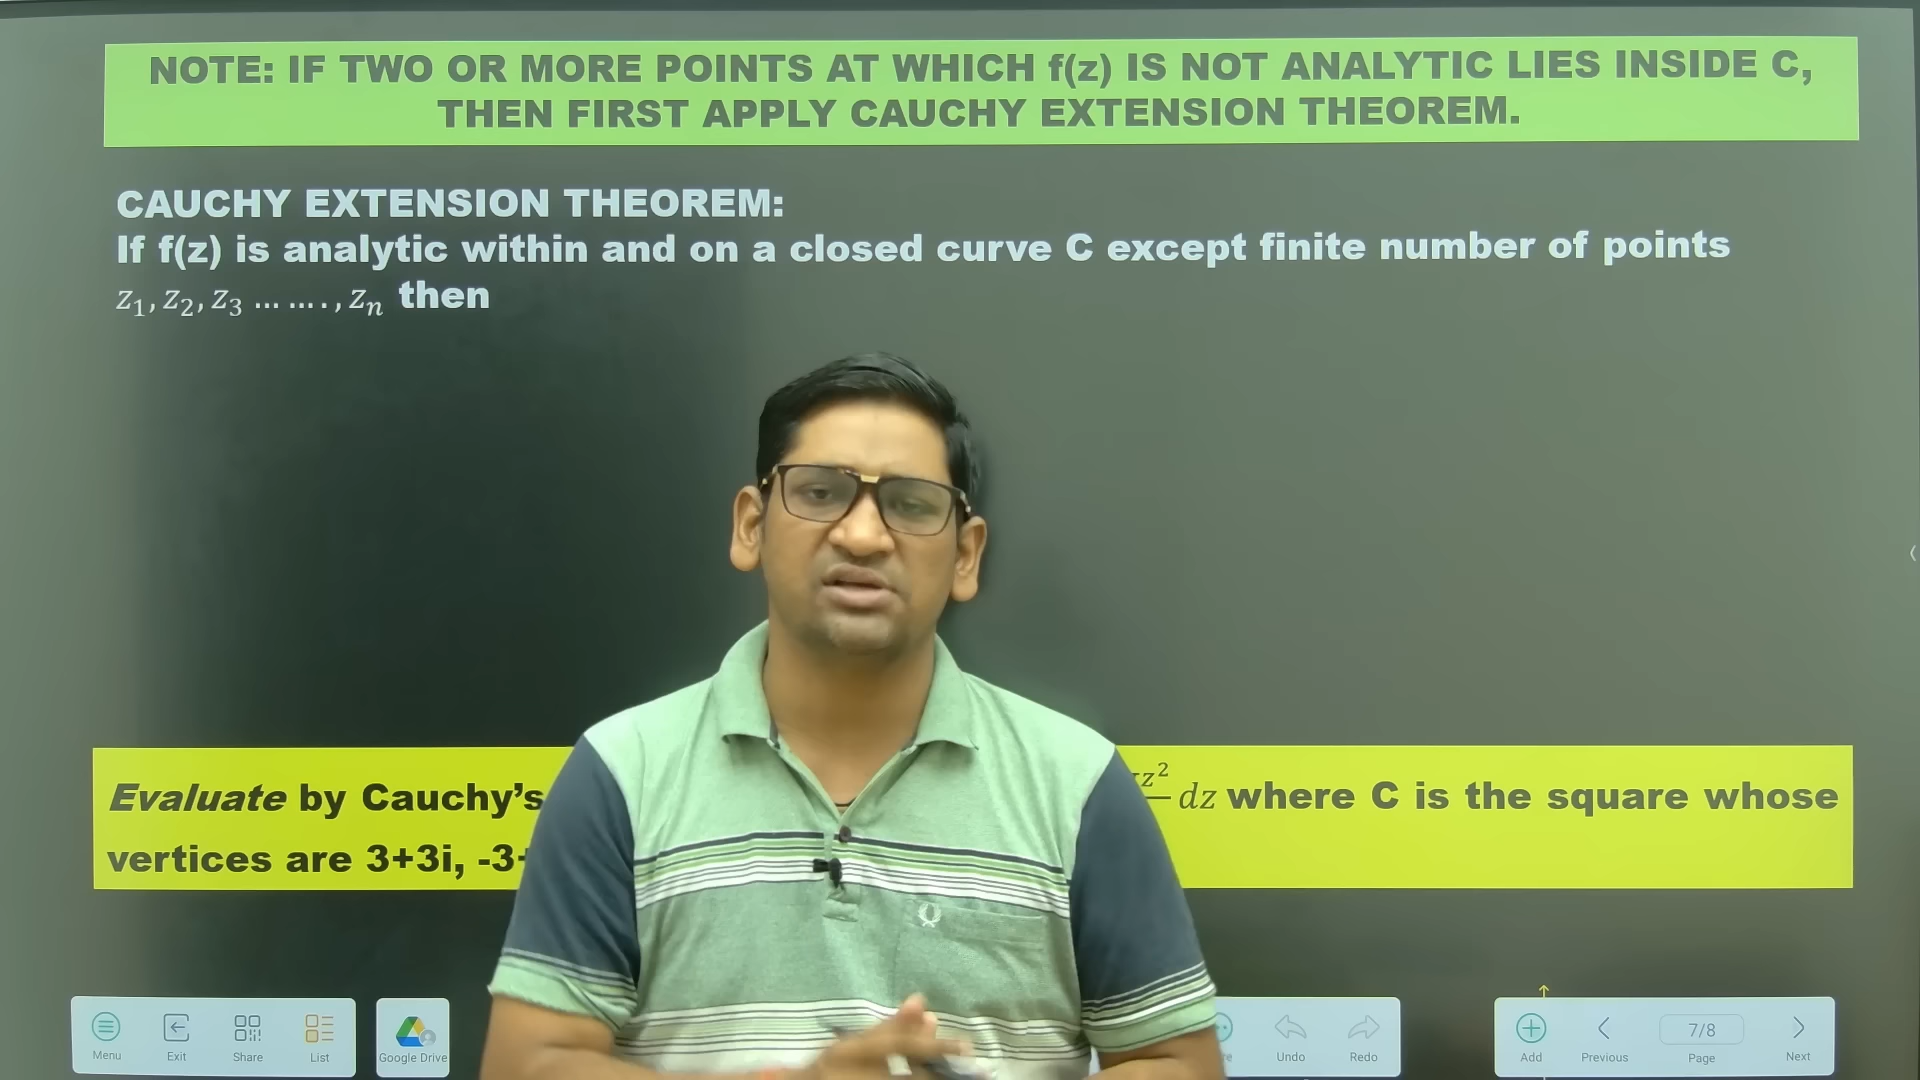 NOTE: IF TWO OR MORE POINTS AT WHICH f(z) IS NOT ANALYTIC LIES INSIDE C,
THEN FIRST APPLY CAUCHY EXTENSION THEOREM.
CAUCHY EXTENSION THEOREM:
If f(z) is analytic within and on a closed curve C except finite number of points
z₁, z₂, z₃ ... ... ., zₙ then
Evaluate by Cauchy's z² dz where C is the square whose
vertices are 3+3i, -3
Menu Exit Share List Google Drive Undo Redo Add Previous 7/8 Page Next